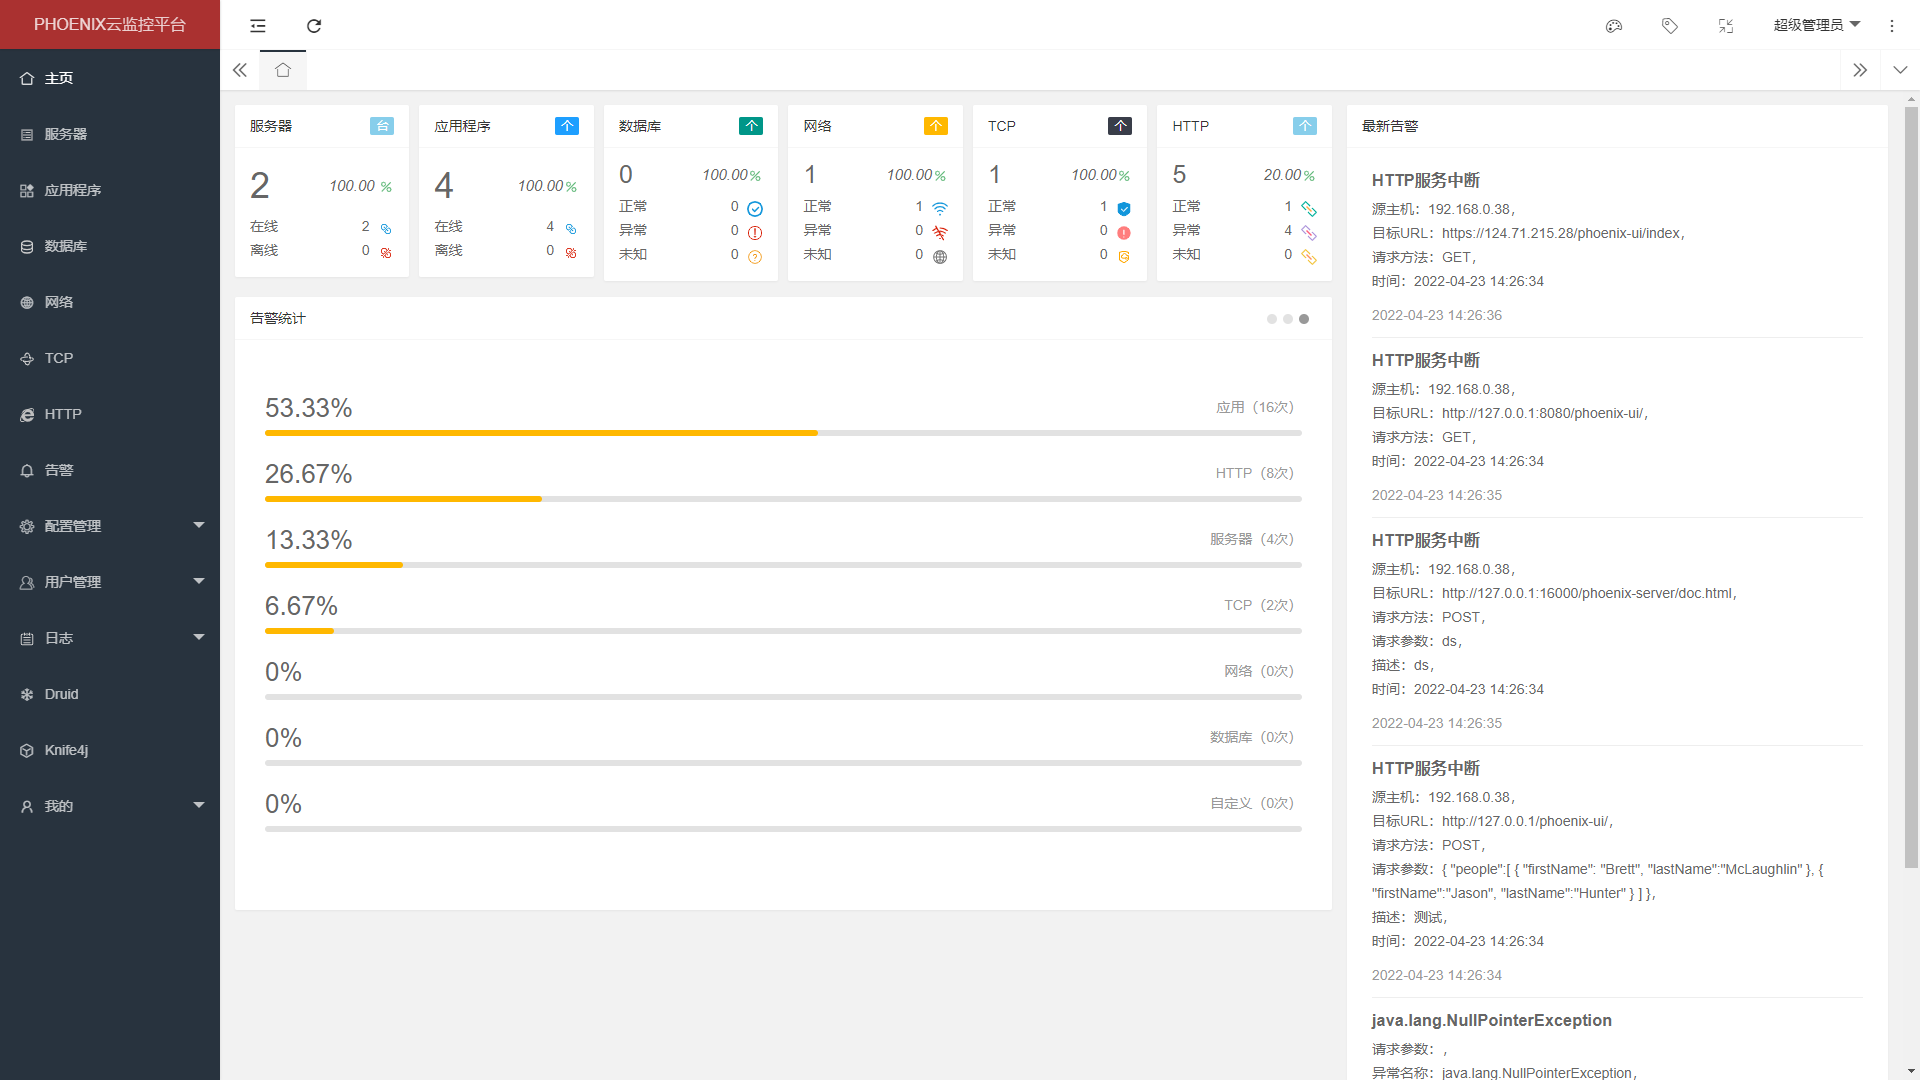 PHOENIX云监控平台
超级管理员
主页
服务器
应用程序
数据库
网络
TCP
HTTP
告警
配置管理
用户管理
日志
Druid
Knife4j
我的
服务器 台
2 100.00 %
在线 2
离线 0
应用程序 个
4 100.00 %
在线 4
离线 0
数据库 个
0 100.00 %
正常 0
异常 0
未知 0
网络 个
1 100.00 %
正常 1
异常 0
未知 0
TCP 个
1 100.00 %
正常 1
异常 0
未知 0
HTTP 个
5 20.00 %
正常 1
异常 4
未知 0
告警统计
53.33% 应用（16次）
26.67% HTTP（8次）
13.33% 服务器（4次）
6.67% TCP（2次）
0% 网络（0次）
0% 数据库（0次）
0% 自定义（0次）
最新告警
HTTP服务中断
源主机：192.168.0.38，
目标URL：https://124.71.215.28/phoenix-ui/index，
请求方法：GET，
时间：2022-04-23 14:26:34
2022-04-23 14:26:36
HTTP服务中断
源主机：192.168.0.38，
目标URL：http://127.0.0.1:8080/phoenix-ui/，
请求方法：GET，
时间：2022-04-23 14:26:34
2022-04-23 14:26:35
HTTP服务中断
源主机：192.168.0.38，
目标URL：http://127.0.0.1:16000/phoenix-server/doc.html，
请求方法：POST，
请求参数：ds，
描述：ds，
时间：2022-04-23 14:26:34
2022-04-23 14:26:35
HTTP服务中断
源主机：192.168.0.38，
目标URL：http://127.0.0.1/phoenix-ui/，
请求方法：POST，
请求参数：{ "people":[ { "firstName": "Brett", "lastName":"McLaughlin" }, {
"firstName":"Jason", "lastName":"Hunter" } ] }，
描述：测试，
时间：2022-04-23 14:26:34
2022-04-23 14:26:34
java.lang.NullPointerException
请求参数：，
异常名称：java.lang.NullPointerException，